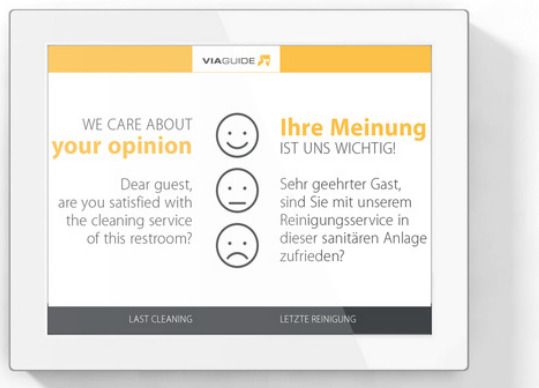 VIAGUIDE
WE CARE ABOUT
your opinion
Dear guest,
are you satisfied with
the cleaning service
of this restroom?
Ihre Meinung
IST UNS WICHTIG!
Sehr geehrter Gast,
sind Sie mit unserem
Reinigungsservice in
dieser sanitären Anlage
zufrieden?
LAST CLEANING
LETZTE REINIGUNG